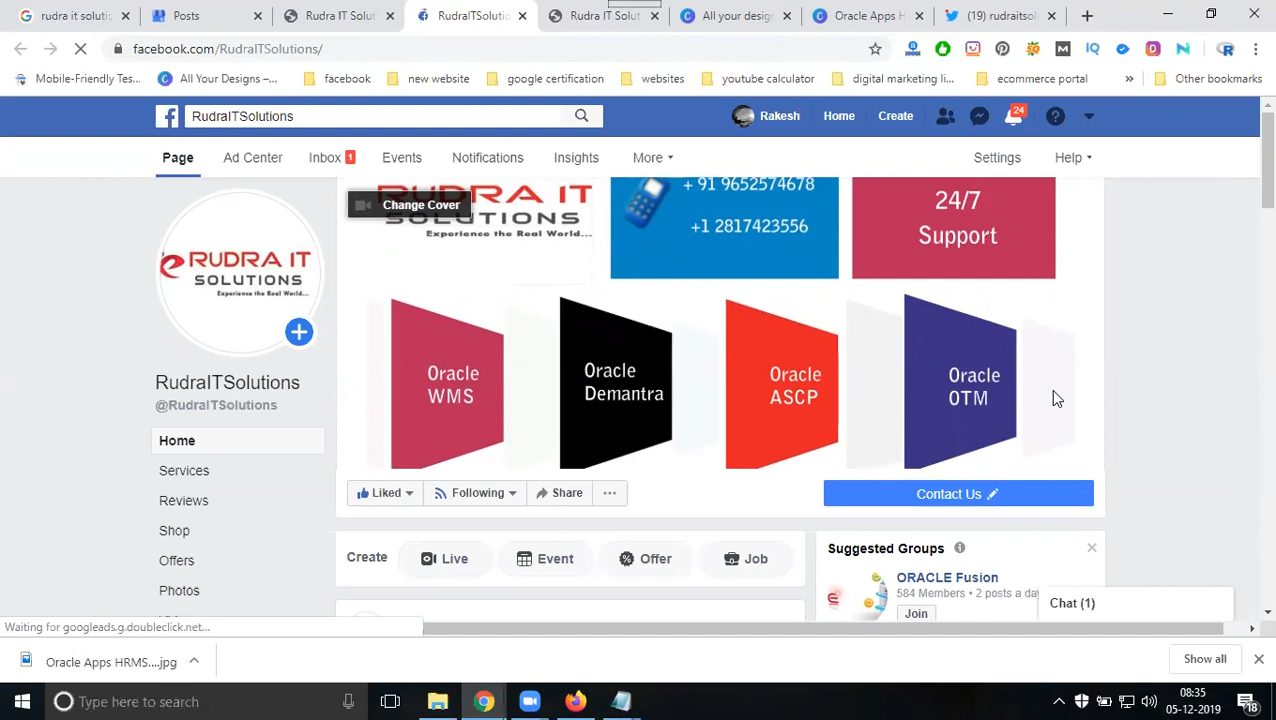 rudra it soluti
Posts
Rudra IT Solut
RudraITSolutio
Rudra IT Solut
All your desig
Oracle Apps H
(19) rudraitsol
facebook.com/RudraITSolutions/
Mobile-Friendly Tes...
All Your Designs –...
facebook
new website
google certification
websites
youtube calculator
digital marketing li...
ecommerce portal
»
Other bookmarks
RudraITSolutions
Rakesh
Home
Create
24
Page
Ad Center
Inbox 1
Events
Notifications
Insights
More
Settings
Help
Change Cover
RUDRA IT
SOLUTIONS
Experience the Real World...
+ 91 9652574678
+1 2817423556
24/7
Support
RUDRA IT
SOLUTIONS
Experience the Real World...
Oracle
WMS
Oracle
Demantra
Oracle
ASCP
Oracle
OTM
RudraITSolutions
@RudraITSolutions
Home
Services
Reviews
Shop
Offers
Photos
Liked
Following
Share
Contact Us
Create
Live
Event
Offer
Job
Suggested Groups
ORACLE Fusion
584 Members • 2 posts a day
Join
Chat (1)
Waiting for googleads.g.doubleclick.net...
Oracle Apps HRMS....jpg
Show all
Type here to search
08:35
05-12-2019
18